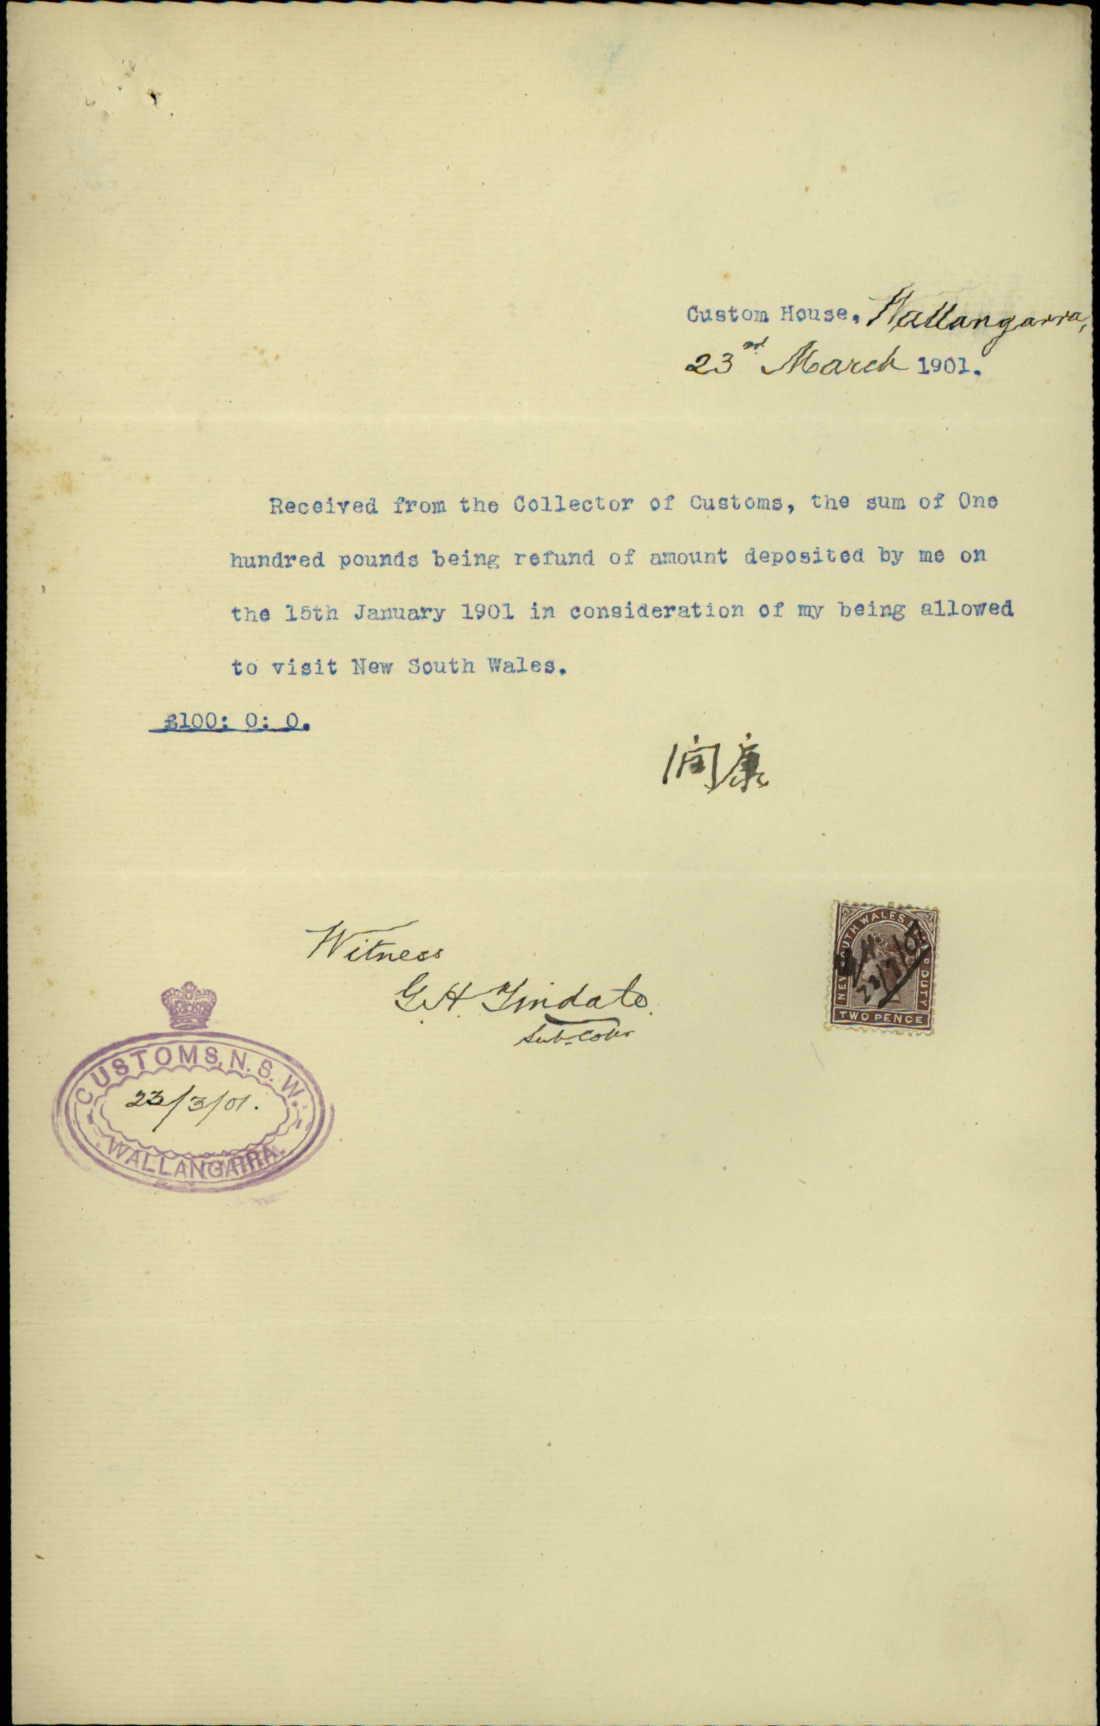 Custom House, Wallangarra,
23rd March 1901.
Received from the Collector of Customs, the sum of One
hundred pounds being refund of amount deposited by me on
the 15th January 1901 in consideration of my being allowed
to visit New South Wales.
£100: 0: 0.
康
Witness
G. H. Tindale
Sub-Collr
CUSTOMS, N.S.W.
23/3/01.
WALLANGARRA.
NEW SOUTH WALES DUTY
TWO PENCE